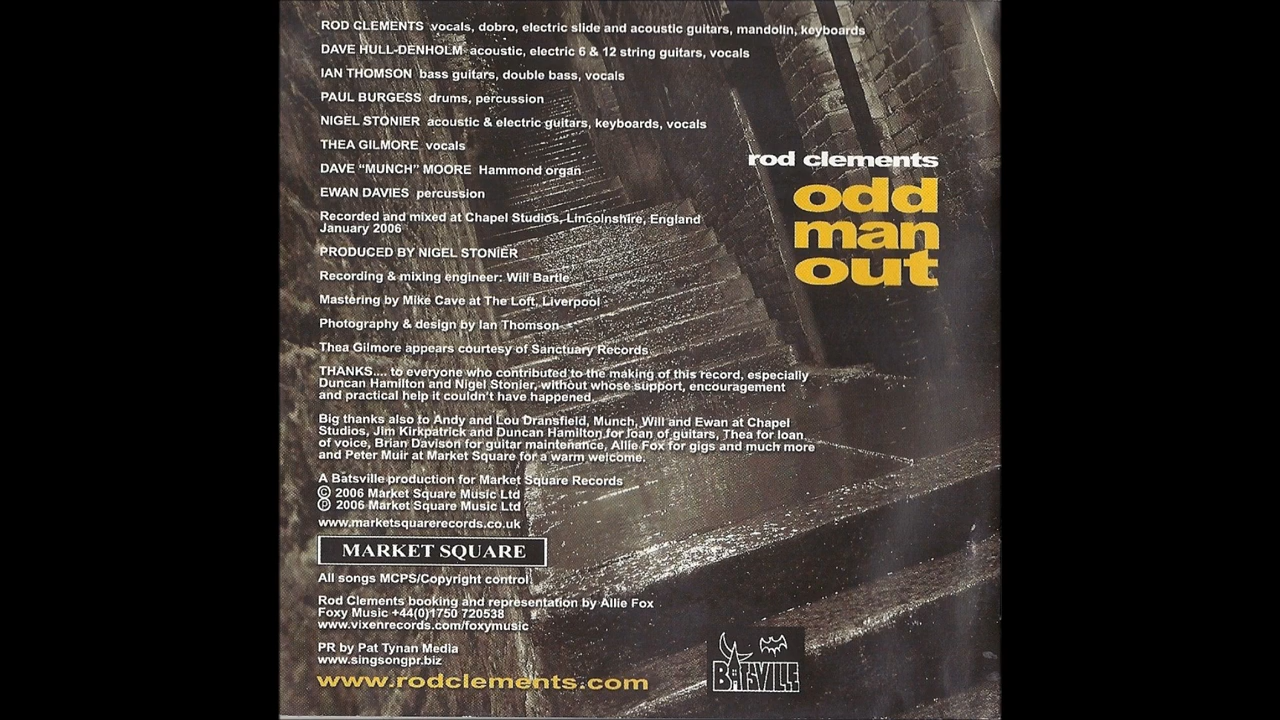 ROD CLEMENTS vocals, dobro, electric slide and acoustic guitars, mandolin, keyboards
DAVE HULL-DENHOLM acoustic, electric 6 & 12 string guitars, vocals
IAN THOMSON bass guitars, double bass, vocals
PAUL BURGESS drums, percussion
NIGEL STONIER acoustic & electric guitars, keyboards, vocals
THEA GILMORE vocals
DAVE “MUNCH” MOORE Hammond organ
EWAN DAVIES percussion
Recorded and mixed at Chapel Studios, Lincolnshire, England
January 2006
PRODUCED BY NIGEL STONIER
Recording & mixing engineer: Will Bartle
Mastering by Mike Cave at The Loft, Liverpool
Photography & design by Ian Thomson
Thea Gilmore appears courtesy of Sanctuary Records
THANKS.... to everyone who contributed to the making of this record, especially
Duncan Hamilton and Nigel Stonier, without whose support, encouragement
and practical help it couldn't have happened.
Big thanks also to Andy and Lou Dransfield, Munch, Will and Ewan at Chapel
Studios, Jim Kirkpatrick and Duncan Hamilton for loan of guitars, Thea for loan
of voice, Brian Davison for guitar maintenance, Allie Fox for gigs and much more
and Peter Muir at Market Square for a warm welcome.
A Batsville production for Market Square Records
© 2006 Market Square Music Ltd
℗ 2006 Market Square Music Ltd
www.marketsquarerecords.co.uk
MARKET SQUARE
All songs MCPS/Copyright control
Rod Clements booking and representation by Allie Fox
Foxy Music +44(0)1750 720538
www.vixenrecords.com/foxymusic
PR by Pat Tynan Media
www.singsongpr.biz
www.rodclements.com
rod clements
odd
man
out
BATSVILLE